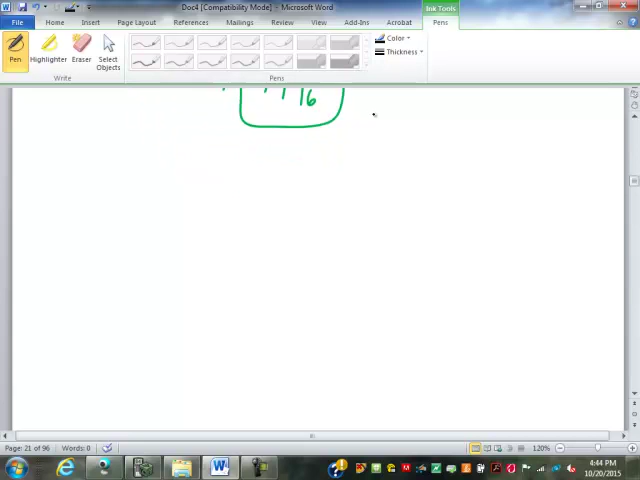 Doc4 [Compatibility Mode] - Microsoft Word
Ink Tools
File
Home
Insert
Page Layout
References
Mailings
Review
View
Add-Ins
Acrobat
Pens
Pen
Highlighter
Eraser
Select Objects
Color
Thickness
Write
Pens
16
Page: 21 of 96
Words: 0
120%
4:44 PM
10/20/2015